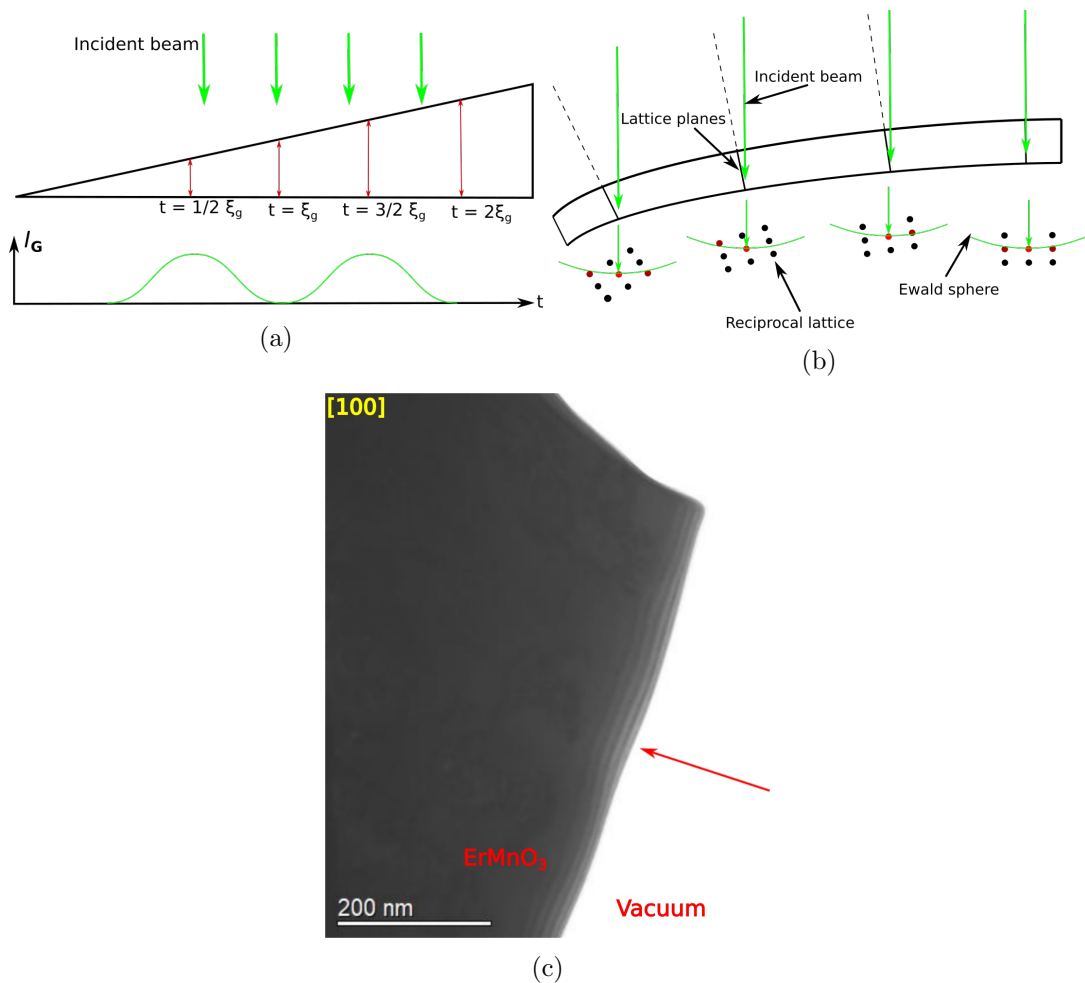 Incident beam
t = 1/2 ξg
t = ξg
t = 3/2 ξg
t = 2ξg
IG
t
(a)
Incident beam
Lattice planes
Ewald sphere
Reciprocal lattice
(b)
[100]
ErMnO3
200 nm
Vacuum
(c)